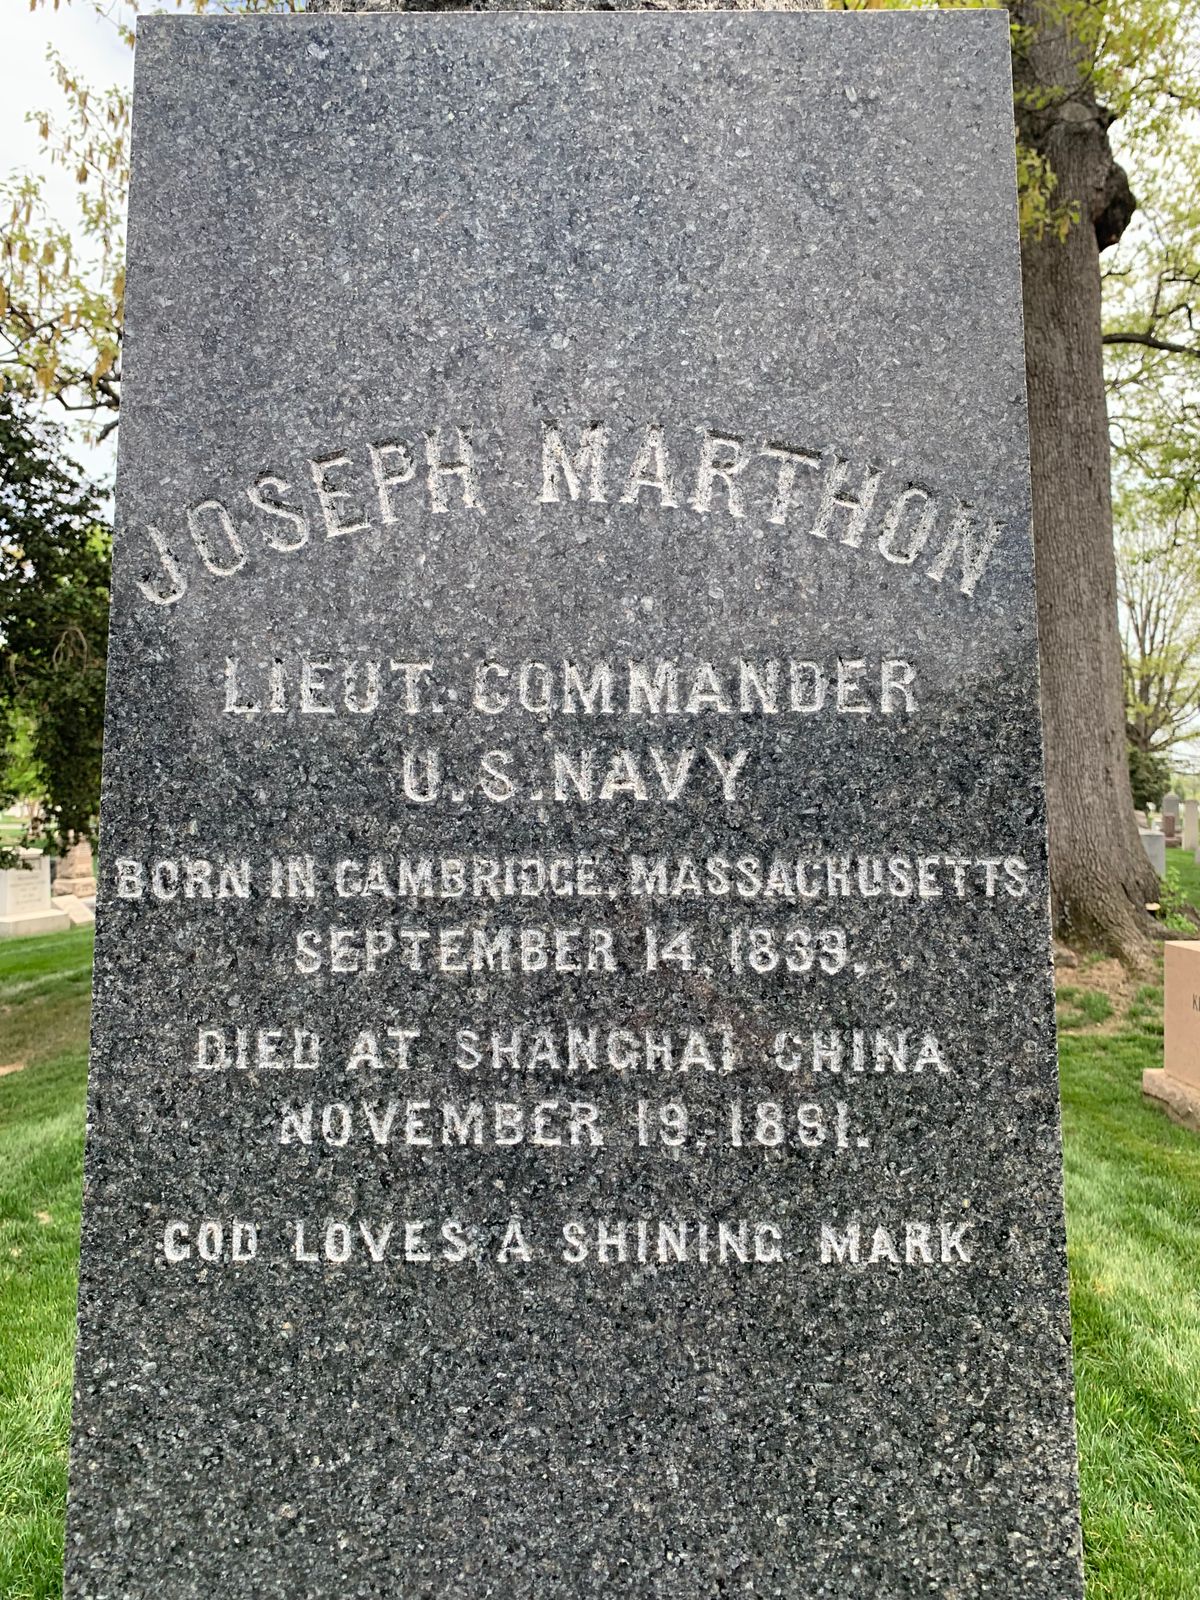 JOSEPH MARTHON
LIEUT. COMMANDER
U.S. NAVY
BORN IN CAMBRIDGE, MASSACHUSETTS
SEPTEMBER 14, 1839.
DIED AT SHANGHAI CHINA
NOVEMBER 19, 1891.
GOD LOVES A SHINING MARK